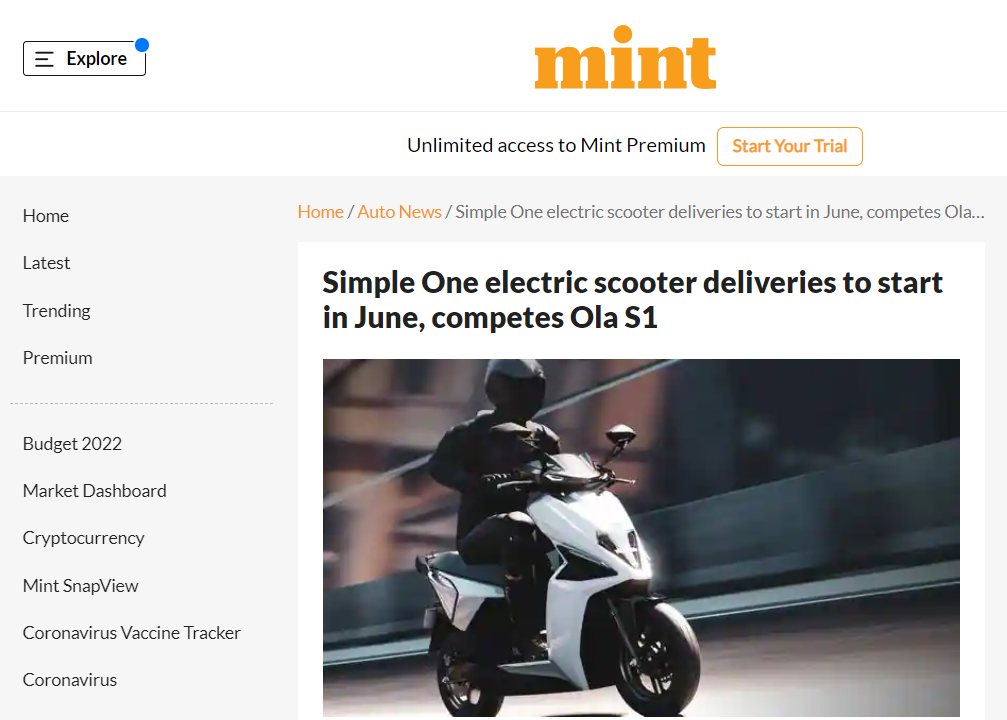 Explore
mint
Unlimited access to Mint Premium
Start Your Trial
Home
Latest
Trending
Premium
Budget 2022
Market Dashboard
Cryptocurrency
Mint SnapView
Coronavirus Vaccine Tracker
Coronavirus
Home / Auto News / Simple One electric scooter deliveries to start in June, competes Ola...
Simple One electric scooter deliveries to start
in June, competes Ola S1